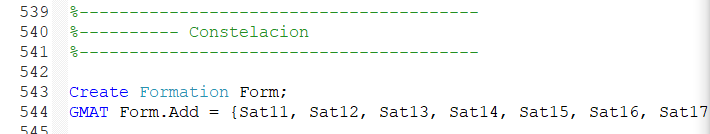 539 %----------------------------------------
540 %---------- Constelacion
541 %----------------------------------------
542
543 Create Formation Form;
544 GMAT Form.Add = {Sat11, Sat12, Sat13, Sat14, Sat15, Sat16, Sat17
545